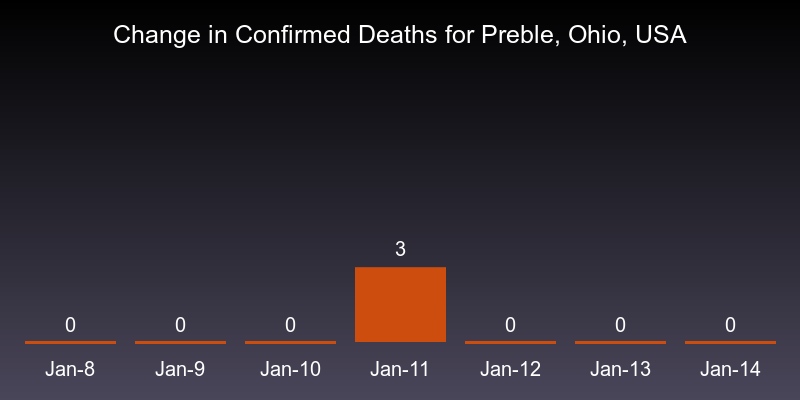 Change in Confirmed Deaths for Preble, Ohio, USA
3
0 0 0 0 0 0
Jan-8 Jan-9 Jan-10 Jan-11 Jan-12 Jan-13 Jan-14